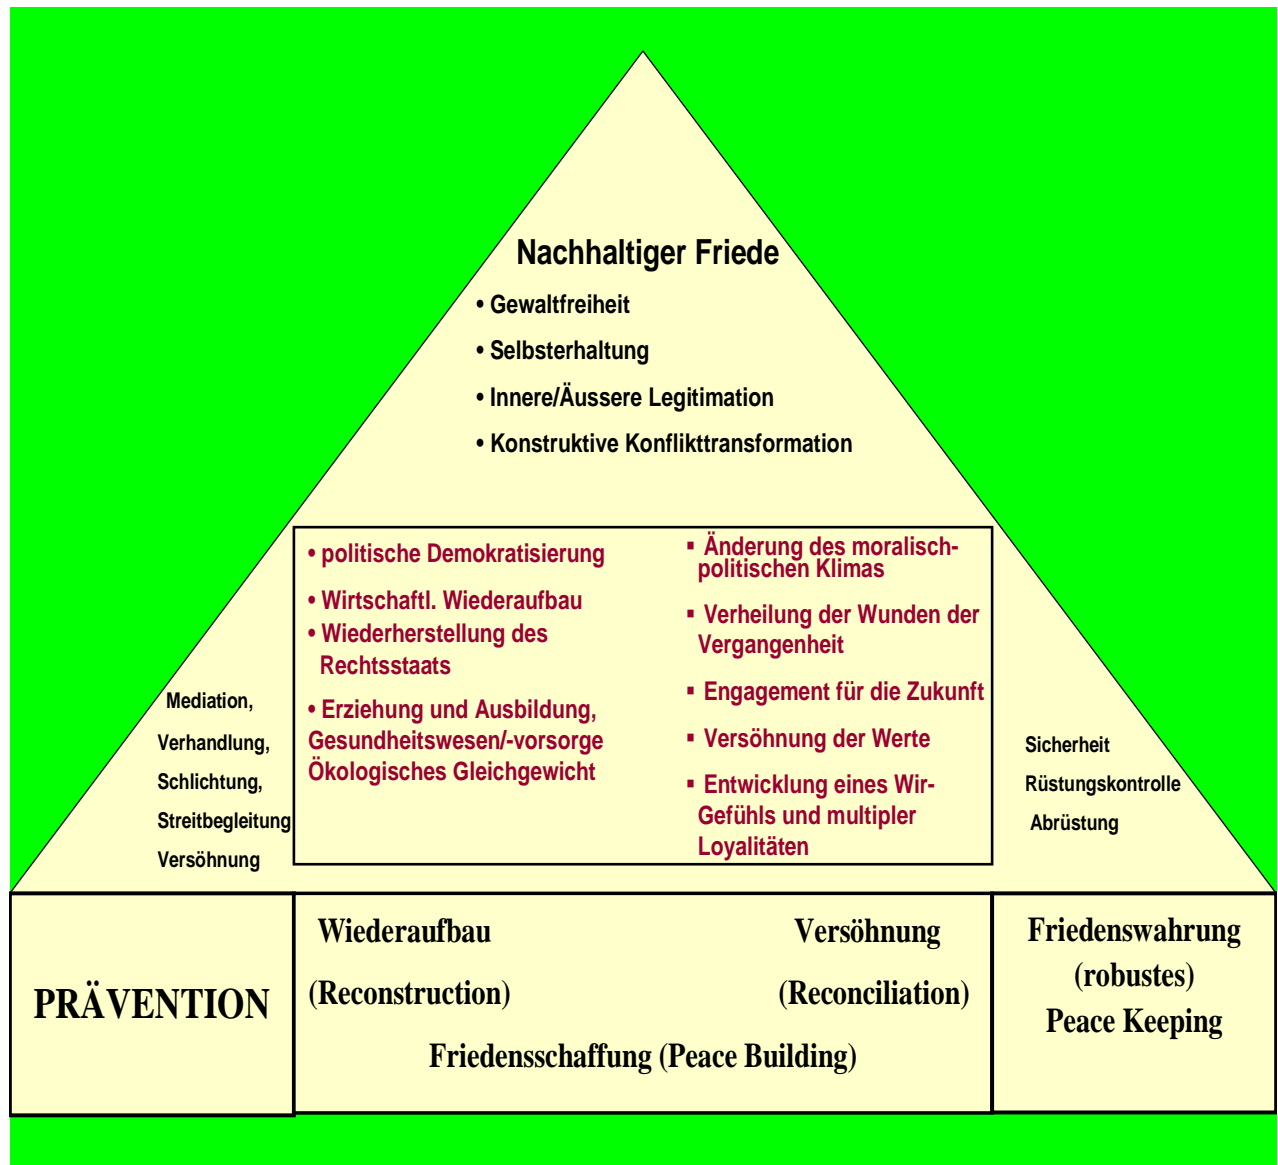 Nachhaltiger Friede
• Gewaltfreiheit
• Selbsterhaltung
• Innere/Äussere Legitimation
• Konstruktive Konflikttransformation
• politische Demokratisierung
• Wirtschaftl. Wiederaufbau
• Wiederherstellung des
Rechtsstaats
• Erziehung und Ausbildung,
Gesundheitswesen/-vorsorge
Ökologisches Gleichgewicht
▪ Änderung des moralisch-
politischen Klimas
▪ Verheilung der Wunden der
Vergangenheit
▪ Engagement für die Zukunft
▪ Versöhnung der Werte
▪ Entwicklung eines Wir-
Gefühls und multipler
Loyalitäten
Mediation,
Verhandlung,
Schlichtung,
Streitbegleitung
Versöhnung
Sicherheit
Rüstungskontrolle
Abrüstung
PRÄVENTION
Wiederaufbau
(Reconstruction)
Versöhnung
(Reconciliation)
Friedensschaffung (Peace Building)
Friedenswahrung
(robustes)
Peace Keeping